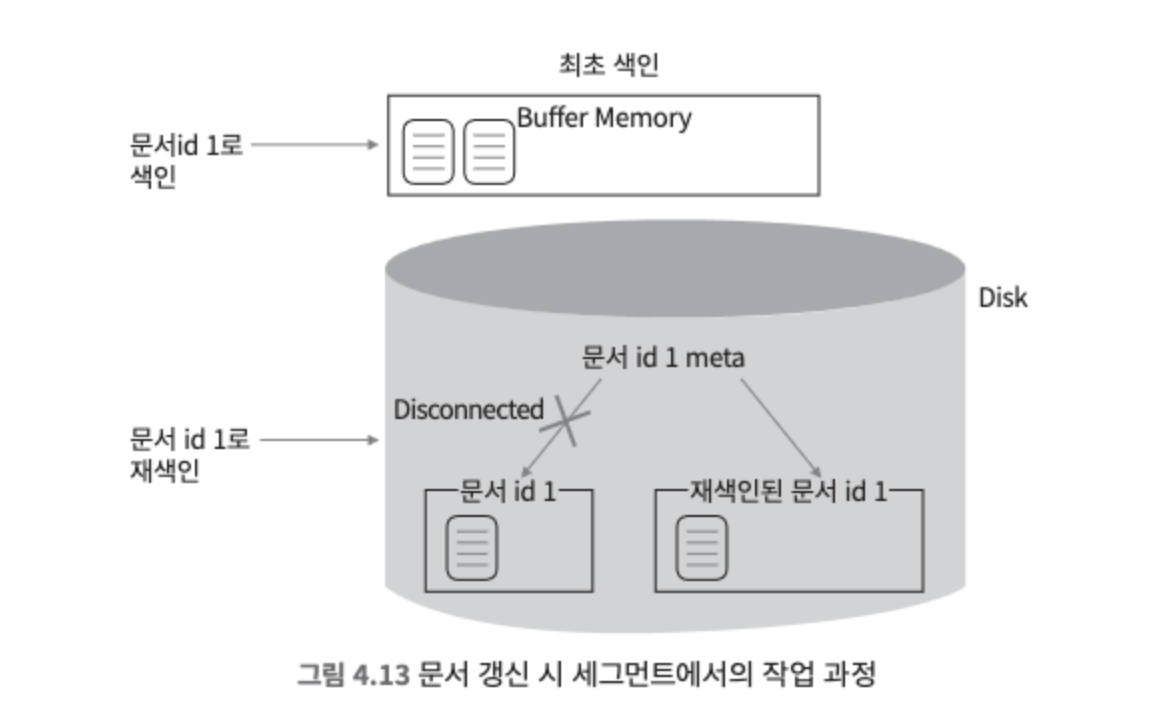 최초 색인
Buffer Memory
문서id 1로
색인
Disk
문서 id 1 meta
Disconnected
문서 id 1로
재색인
문서 id 1
재색인된 문서 id 1
그림 4.13 문서 갱신 시 세그먼트에서의 작업 과정